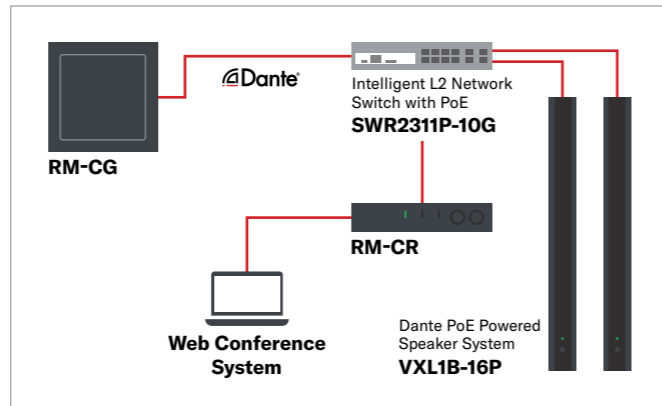 Dante
Intelligent L2 Network
Switch with PoE
SWR2311P-10G
RM-CG
RM-CR
Web Conference
System
Dante PoE Powered
Speaker System
VXL1B-16P